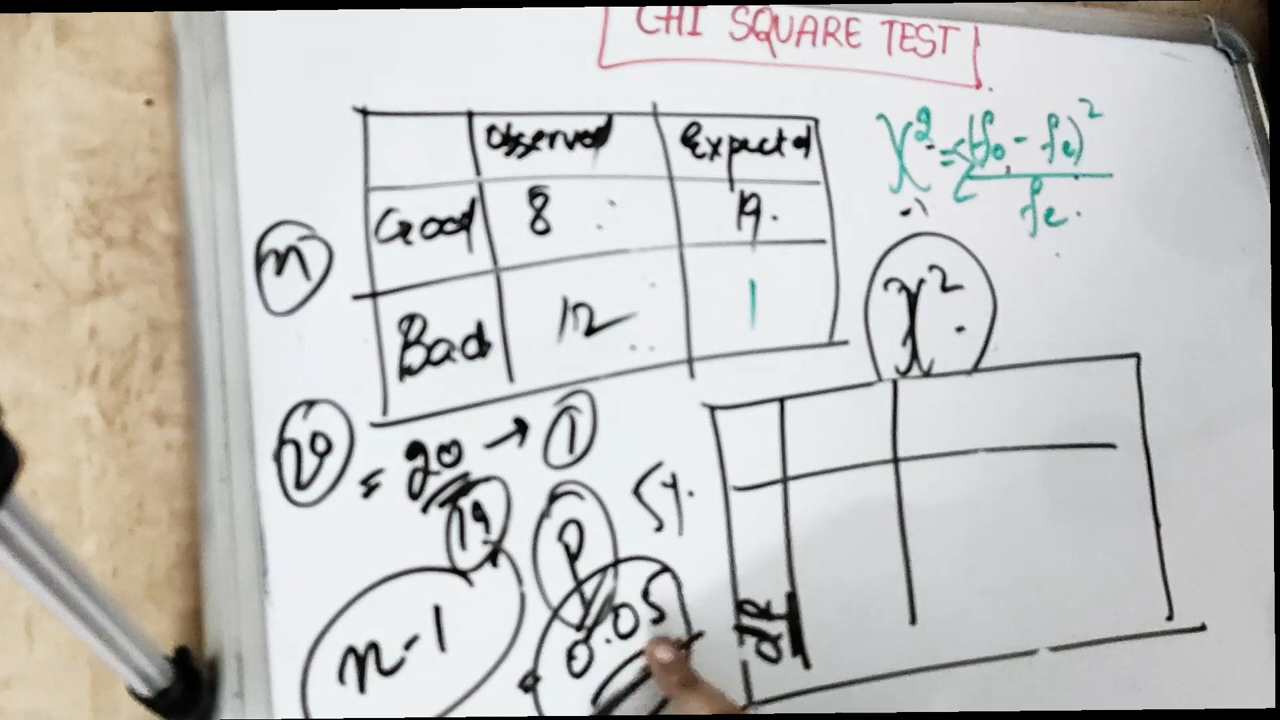 CHI SQUARE TEST
Observed Expected
Good 8 19.
Bad 12 1
n
χ² = Σ(fo - fe)²
fe
χ²
20 = 20 → 1
19
P
5%
n-1
0.05
df